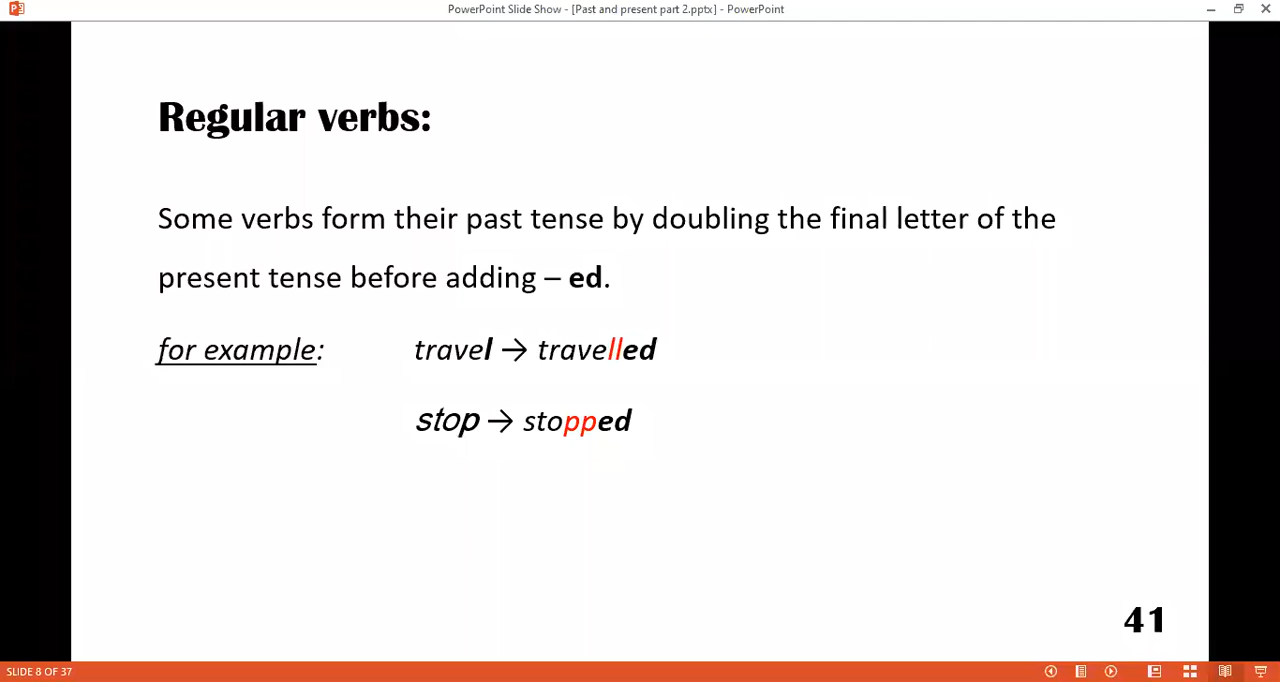 PowerPoint Slide Show - [Past and present part 2.pptx] - PowerPoint
Regular verbs:
Some verbs form their past tense by doubling the final letter of the
present tense before adding – ed.
for example: travel → travelled
stop → stopped
41
SLIDE 8 OF 37